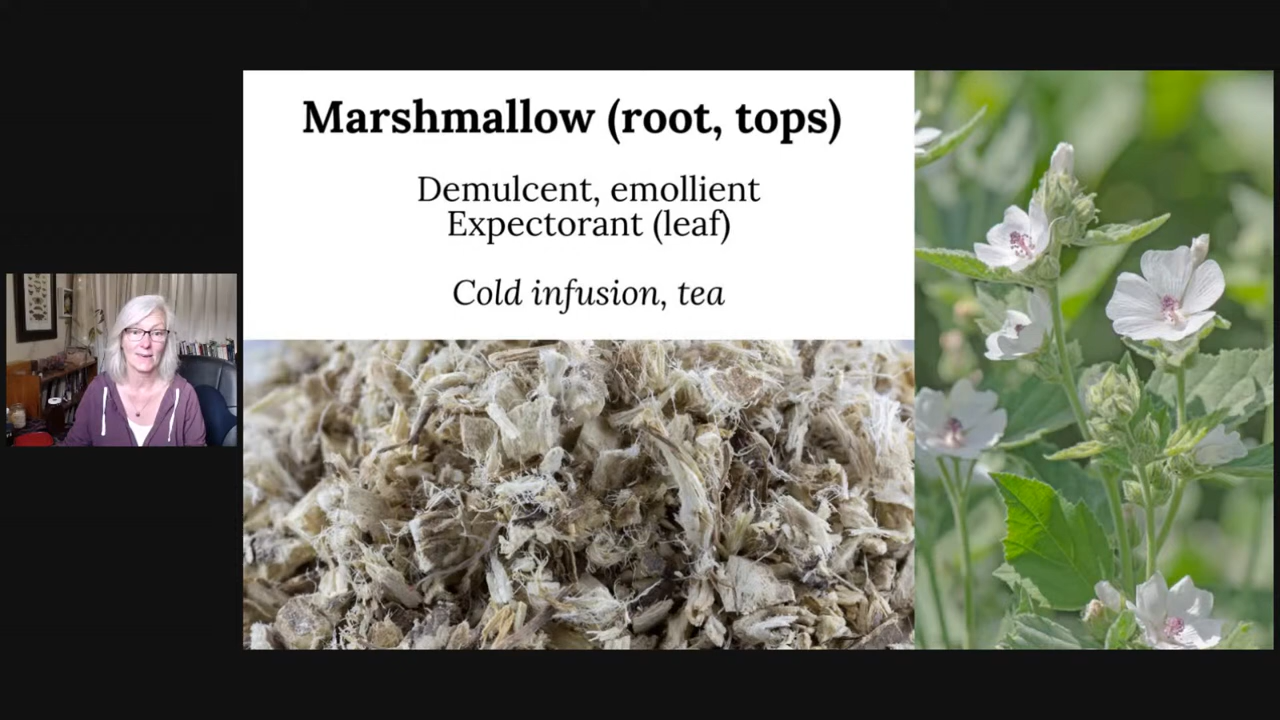 Marshmallow (root, tops)
Demulcent, emollient
Expectorant (leaf)
Cold infusion, tea